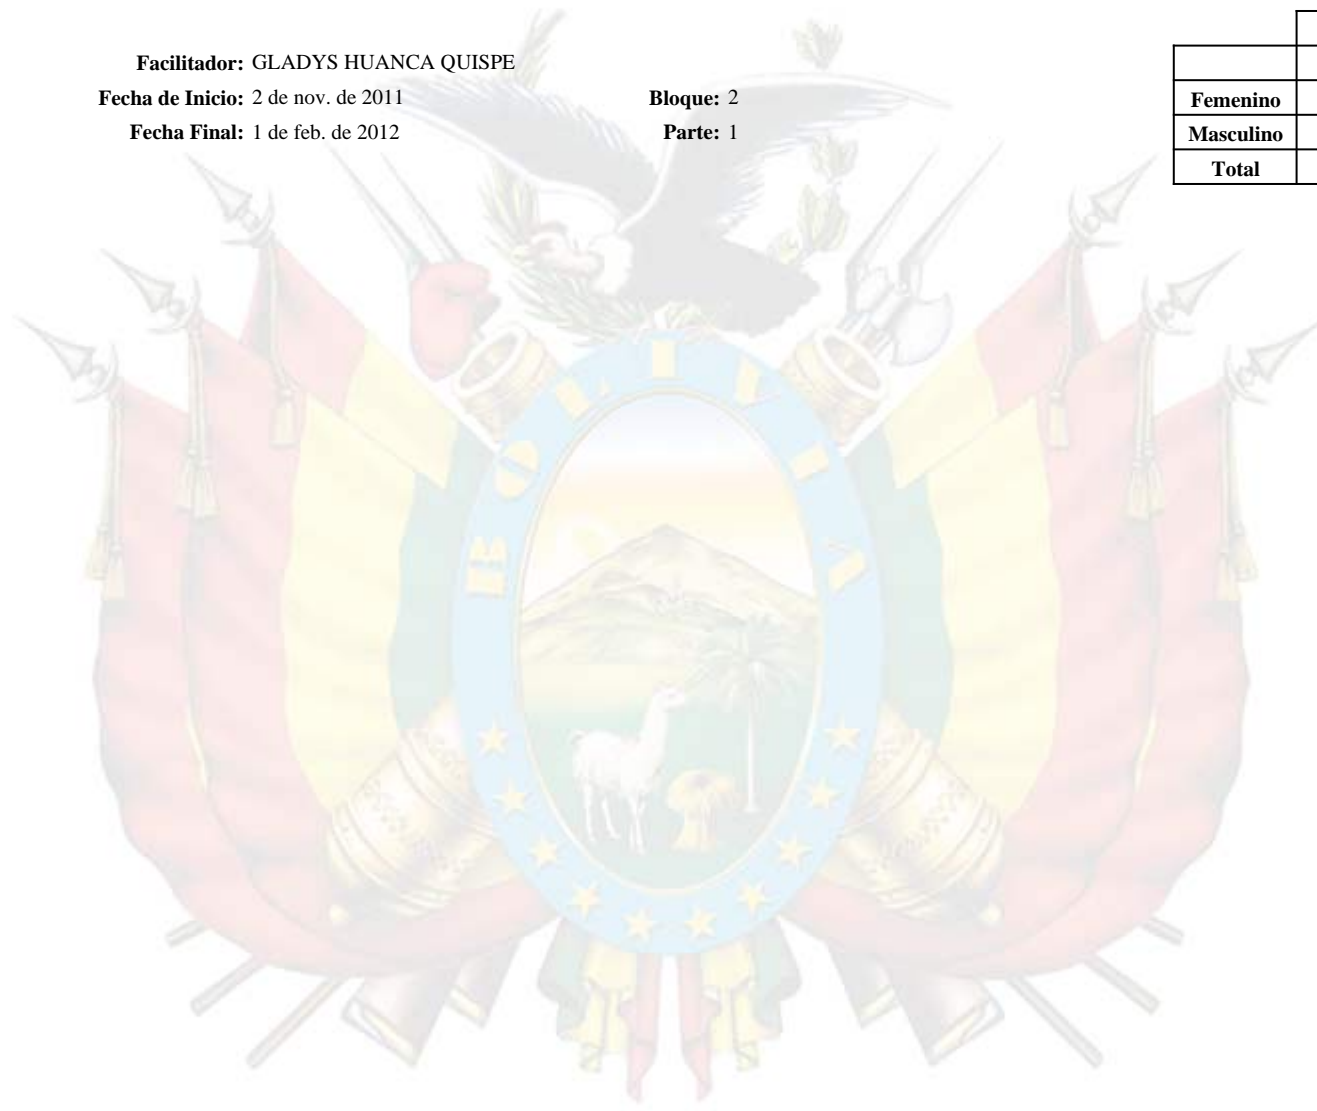 Facilitador: GLADYS HUANCA QUISPE
Fecha de Inicio: 2 de nov. de 2011 Bloque: 2
Fecha Final: 1 de feb. de 2012 Parte: 1
Femenino
Masculino
Total
BOLIVIA